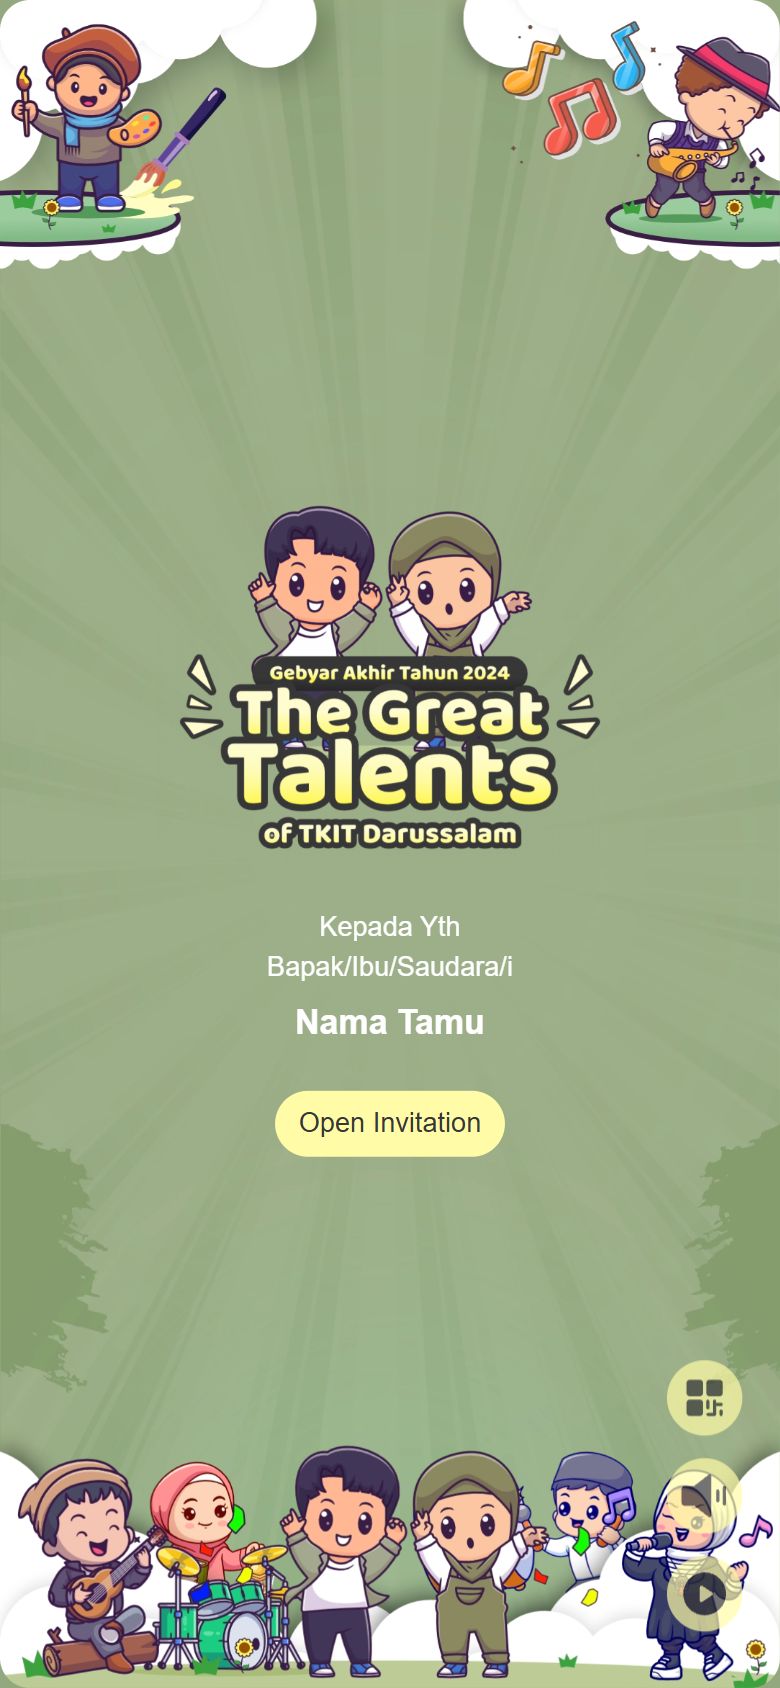 Gebyar Akhir Tahun 2024
The Great
Talents
of TKIT Darussalam
Kepada Yth
Bapak/Ibu/Saudara/i
Nama Tamu
Open Invitation